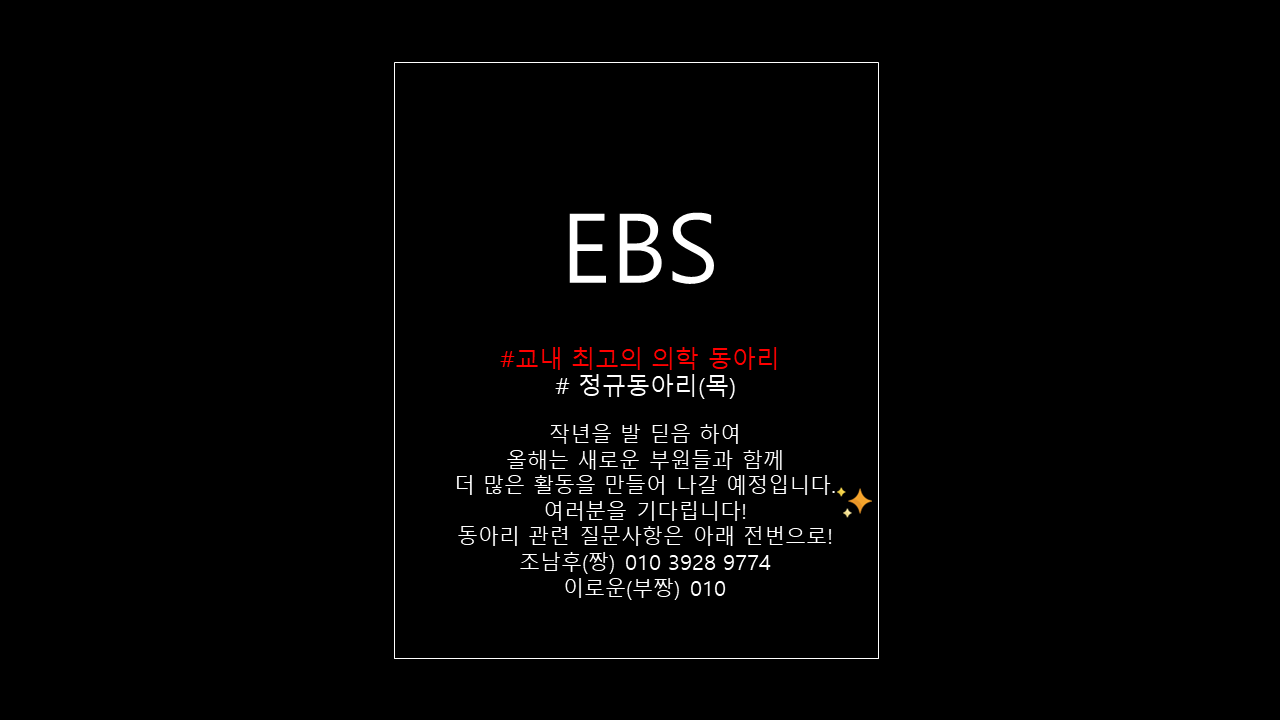 EBS
#교내 최고의 의학 동아리
# 정규동아리(목)
작년을 발 딛음 하여
올해는 새로운 부원들과 함께
더 많은 활동을 만들어 나갈 예정입니다.
여러분을 기다립니다!
동아리 관련 질문사항은 아래 전번으로!
조남후(짱) 010 3928 9774
이로운(부짱) 010